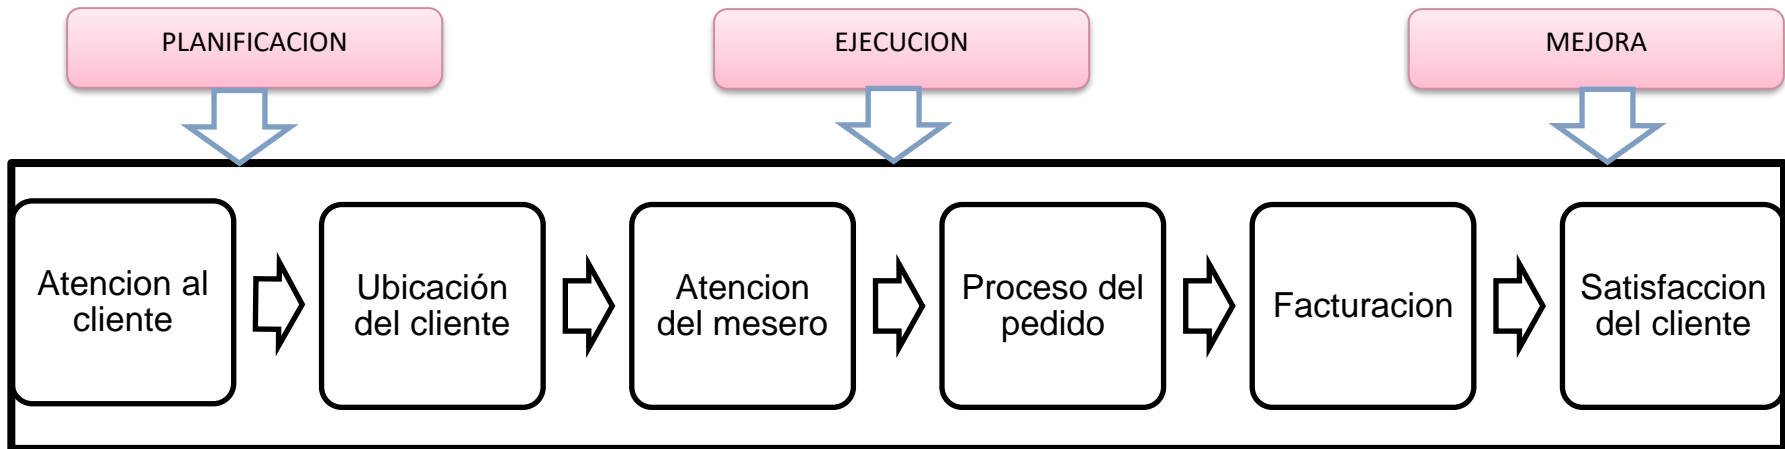 PLANIFICACION
EJECUCION
MEJORA
Atencion al
cliente
Ubicación
del cliente
Atencion
del mesero
Proceso del
pedido
Facturacion
Satisfaccion
del cliente